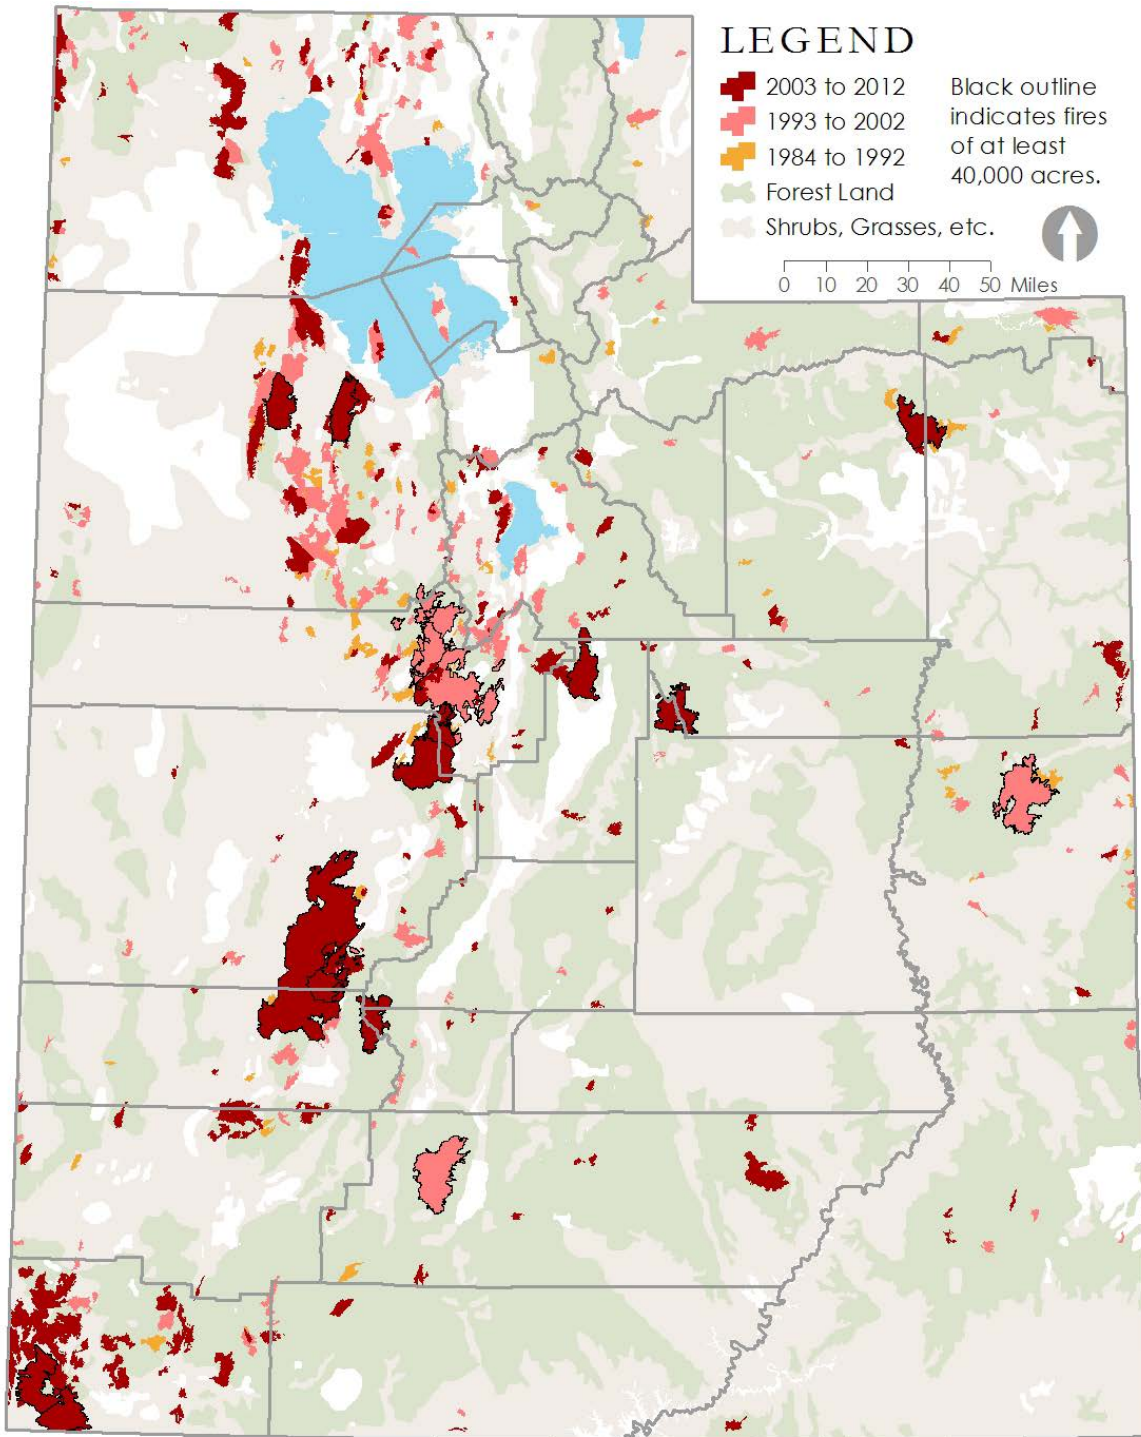 LEGEND
2003 to 2012
1993 to 2002
1984 to 1992
Forest Land
Shrubs, Grasses, etc.
Black outline
indicates fires
of at least
40,000 acres.
0 10 20 30 40 50 Miles